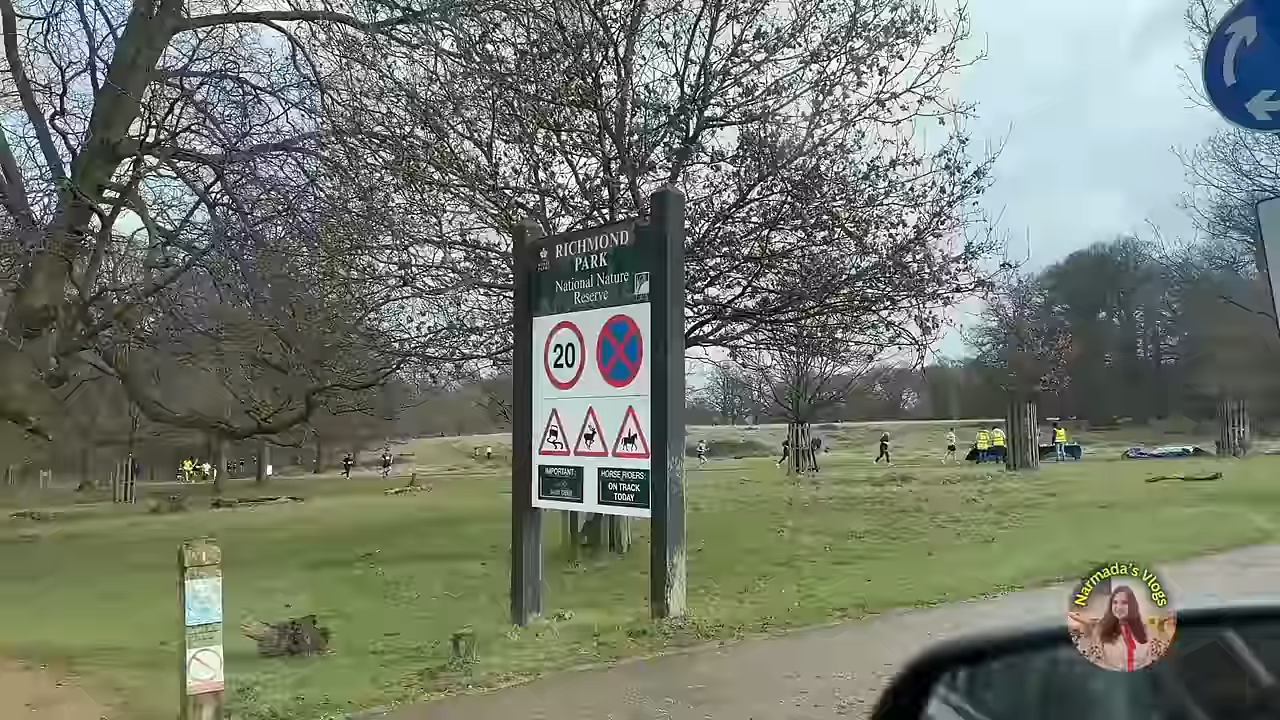 RICHMOND
PARK
National Nature
Reserve
20
IMPORTANT:
HORSE RIDERS:
ON TRACK
TODAY
Narmada's Vlogs